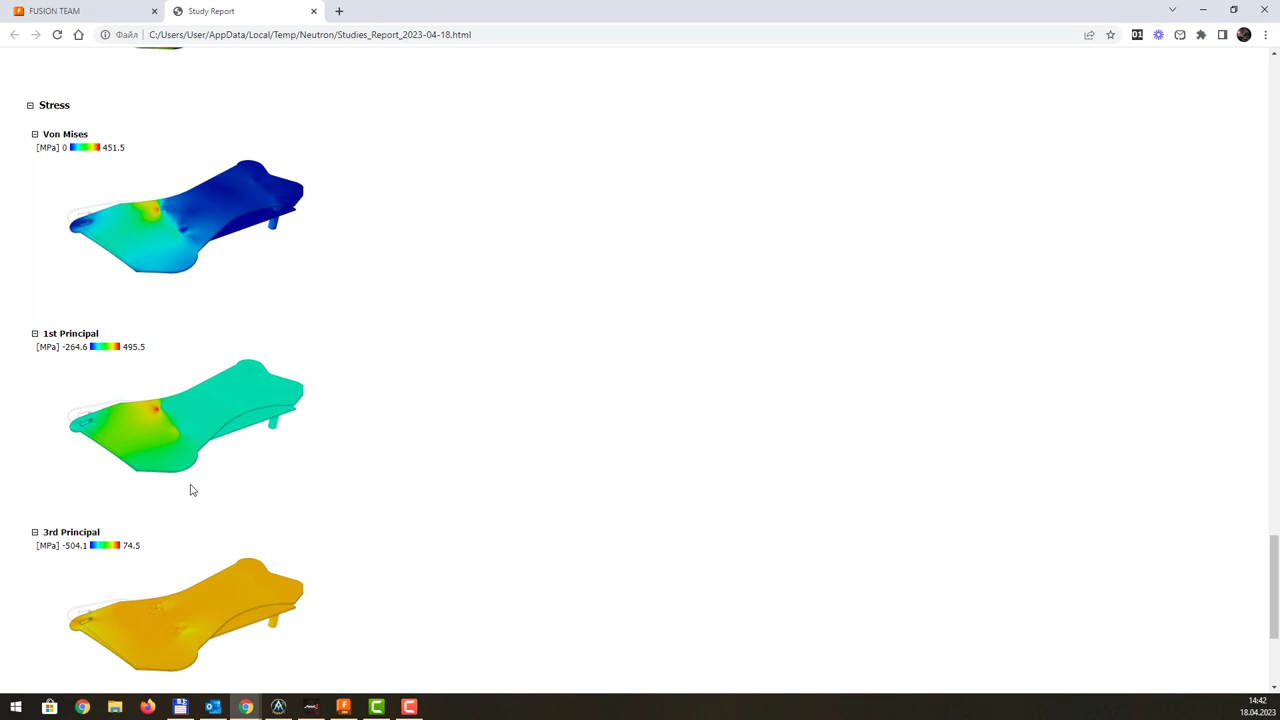 FUSION TEAM
Study Report
Файл
C:/Users/User/AppData/Local/Temp/Neutron/Studies_Report_2023-04-18.html
01
Stress
Von Mises
[MPa] 0 451.5
1st Principal
[MPa] -264.6 495.5
3rd Principal
[MPa] -504.1 74.5
14:42
18.04.2023